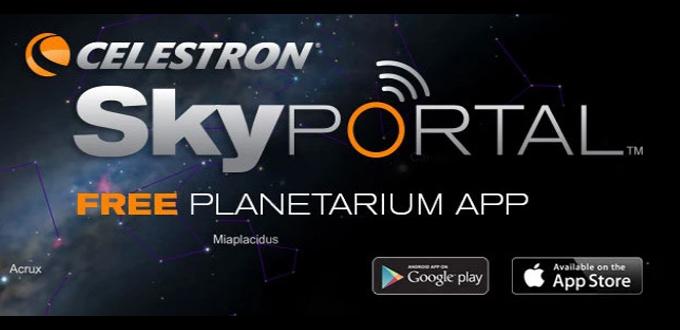 CELESTRON
SkyPORTAL™
FREE PLANETARIUM APP
Miaplacidus
Acrux
ANDROID APP ON
Google play
Available on the
App Store